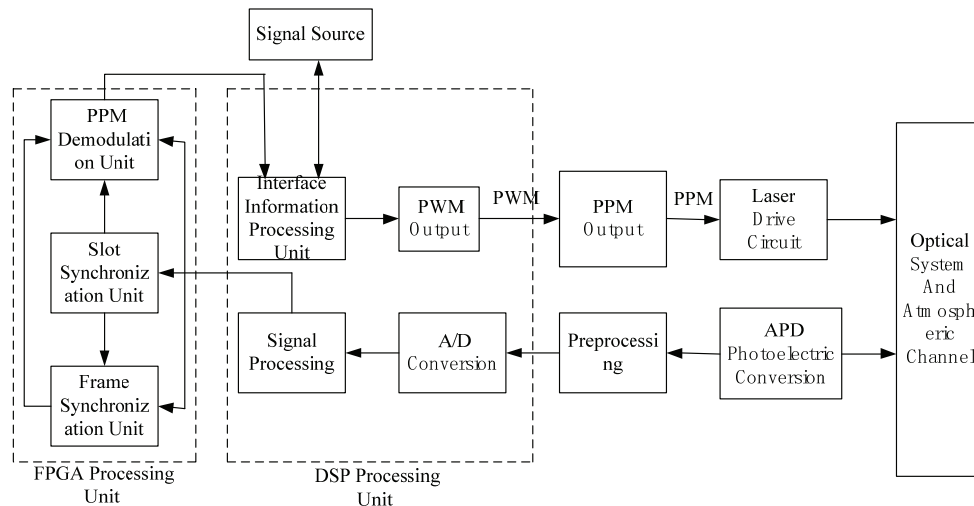 Signal Source
PPM
Demodulati
on Unit
Slot
Synchroniz
ation Unit
Frame
Synchroniz
ation Unit
FPGA Processing
Unit
Interface
Information
Processing
Unit
PWM
Output
PWM
PPM
Output
PPM
Laser
Drive
Circuit
Signal
Processing
A/D
Conversion
Preprocessi
ng
APD
Photoelectric
Conversion
DSP Processing
Unit
Optical
System
And
Atmosph
eric
Channel